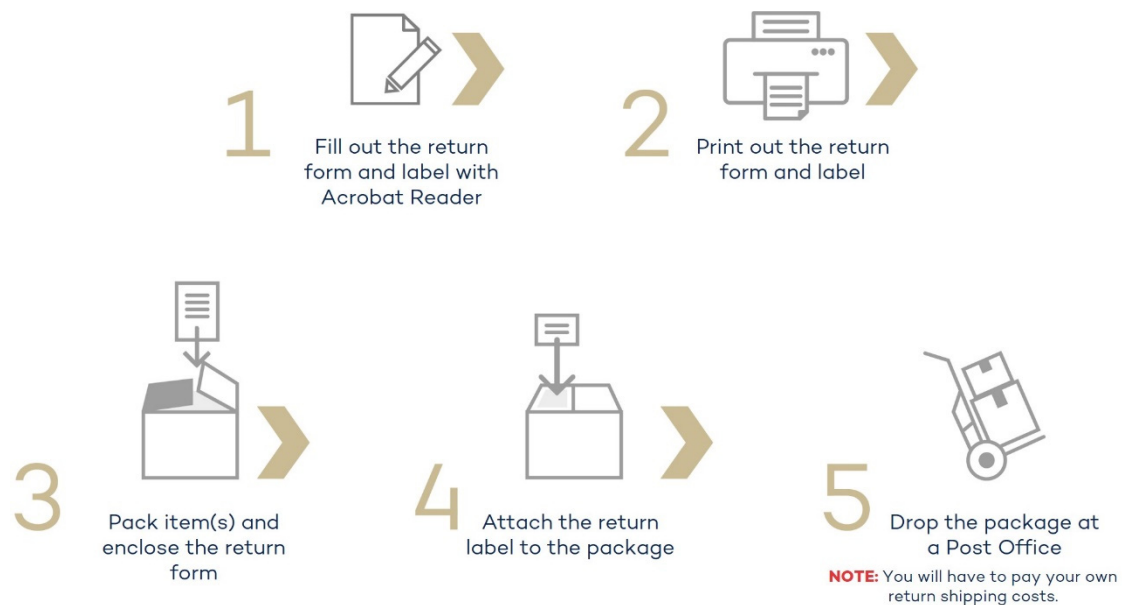 1
Fill out the return
form and label with
Acrobat Reader
2
Print out the return
form and label
3
Pack item(s) and
enclose the return
form
4
Attach the return
label to the package
5
Drop the package at
a Post Office
NOTE: You will have to pay your own
return shipping costs.